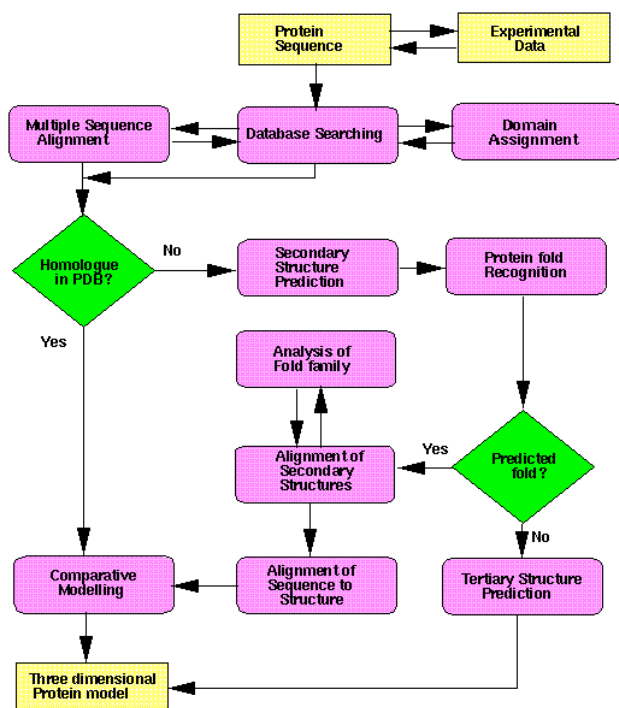 Protein
Sequence
Experimental
Data
Multiple Sequence
Alignment
Database Searching
Domain
Assignment
Homologue
in PDB?
No
Secondary
Structure
Prediction
Protein fold
Recognition
Yes
Analysis of
Fold family
Alignment of
Secondary
Structures
Yes
Predicted
fold?
No
Comparative
Modelling
Alignment of
Sequence to
Structure
Tertiary Structure
Prediction
Three dimensional
Protein model